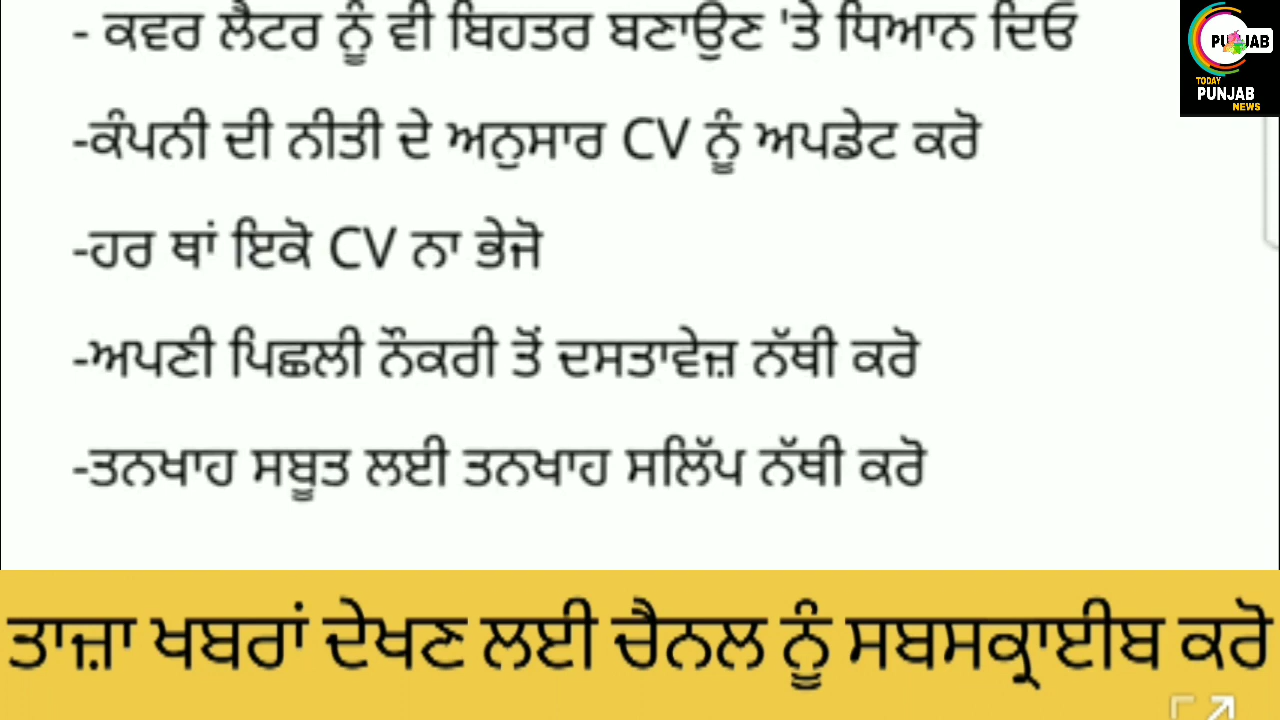 - ਕਵਰ ਲੈਟਰ ਨੂੰ ਵੀ ਬਿਹਤਰ ਬਣਾਉਣ 'ਤੇ ਧਿਆਨ ਦਿਓ
-ਕੰਪਨੀ ਦੀ ਨੀਤੀ ਦੇ ਅਨੁਸਾਰ CV ਨੂੰ ਅਪਡੇਟ ਕਰੋ
-ਹਰ ਥਾਂ ਇਕੋ CV ਨਾ ਭੇਜੋ
-ਅਪਣੀ ਪਿਛਲੀ ਨੌਕਰੀ ਤੋਂ ਦਸਤਾਵੇਜ਼ ਨੱਥੀ ਕਰੋ
-ਤਨਖਾਹ ਸਬੂਤ ਲਈ ਤਨਖਾਹ ਸਲਿੱਪ ਨੱਥੀ ਕਰੋ
ਤਾਜ਼ਾ ਖਬਰਾਂ ਦੇਖਣ ਲਈ ਚੈਨਲ ਨੂੰ ਸਬਸਕ੍ਰਾਈਬ ਕਰੋ
PUNJAB
TODAY
PUNJAB
NEWS